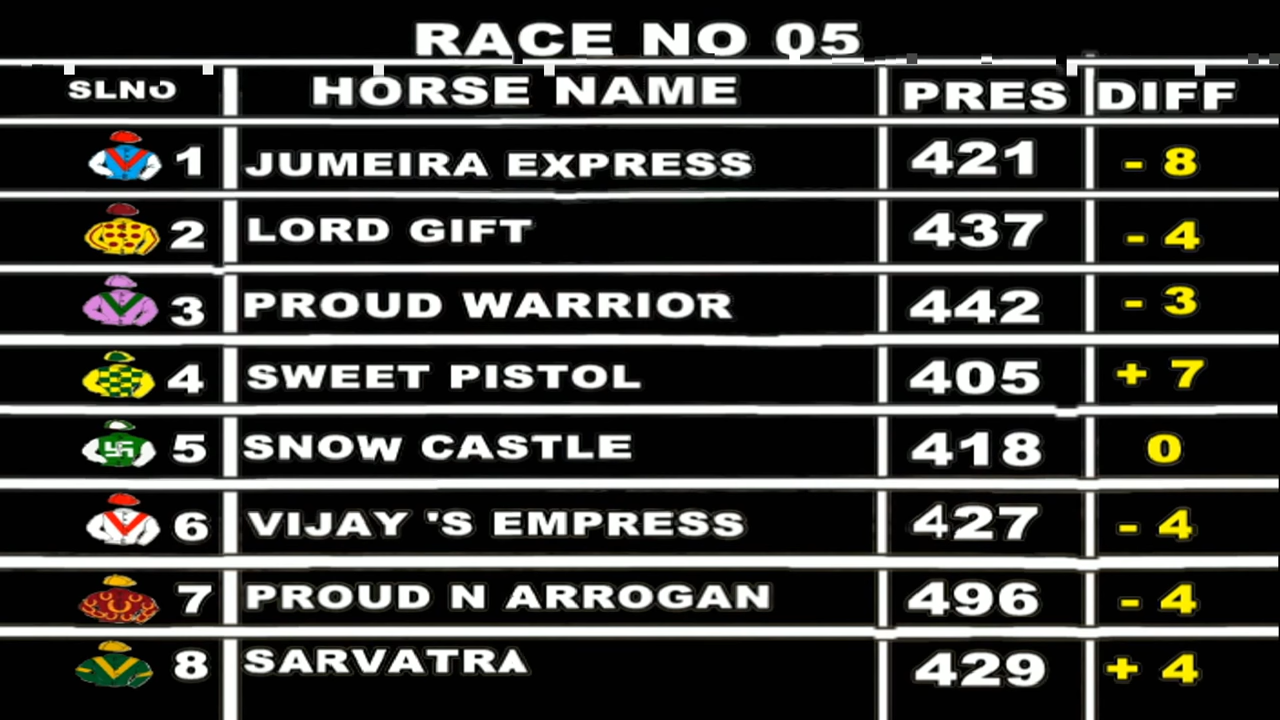 RACE NO 05
SLNO HORSE NAME PRES DIFF
1 JUMEIRA EXPRESS 421 - 8
2 LORD GIFT 437 - 4
3 PROUD WARRIOR 442 - 3
4 SWEET PISTOL 405 + 7
5 SNOW CASTLE 418 0
6 VIJAY 'S EMPRESS 427 - 4
7 PROUD N ARROGAN 496 - 4
8 SARVATRA 429 + 4